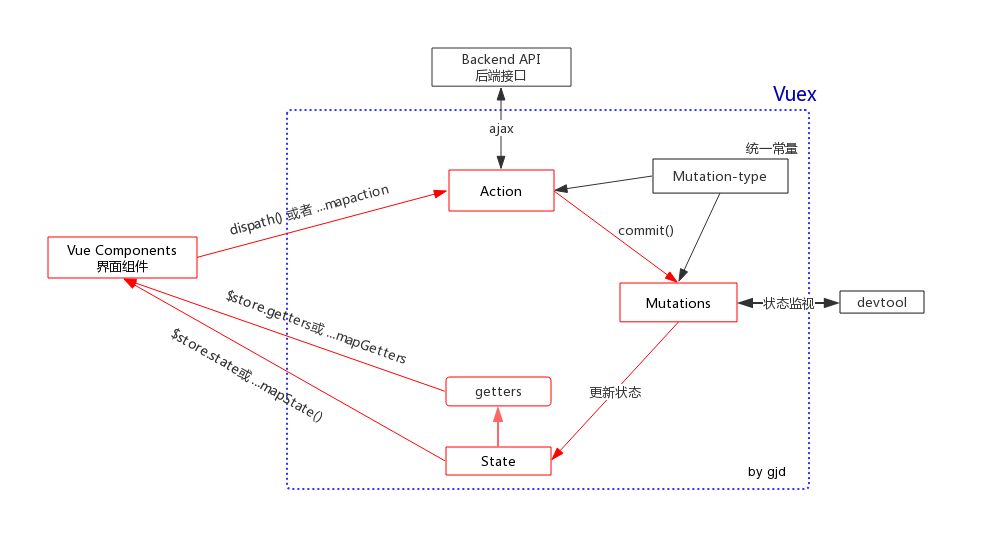 Backend API
后端接口
Vuex
ajax
统一常量
Mutation-type
Action
dispath() 或者 ...mapaction
commit()
Vue Components
界面组件
Mutations
状态监视
devtool
$store.getters或 ...mapGetters
$store.state或 ...mapState()
getters
更新状态
State
by gjd